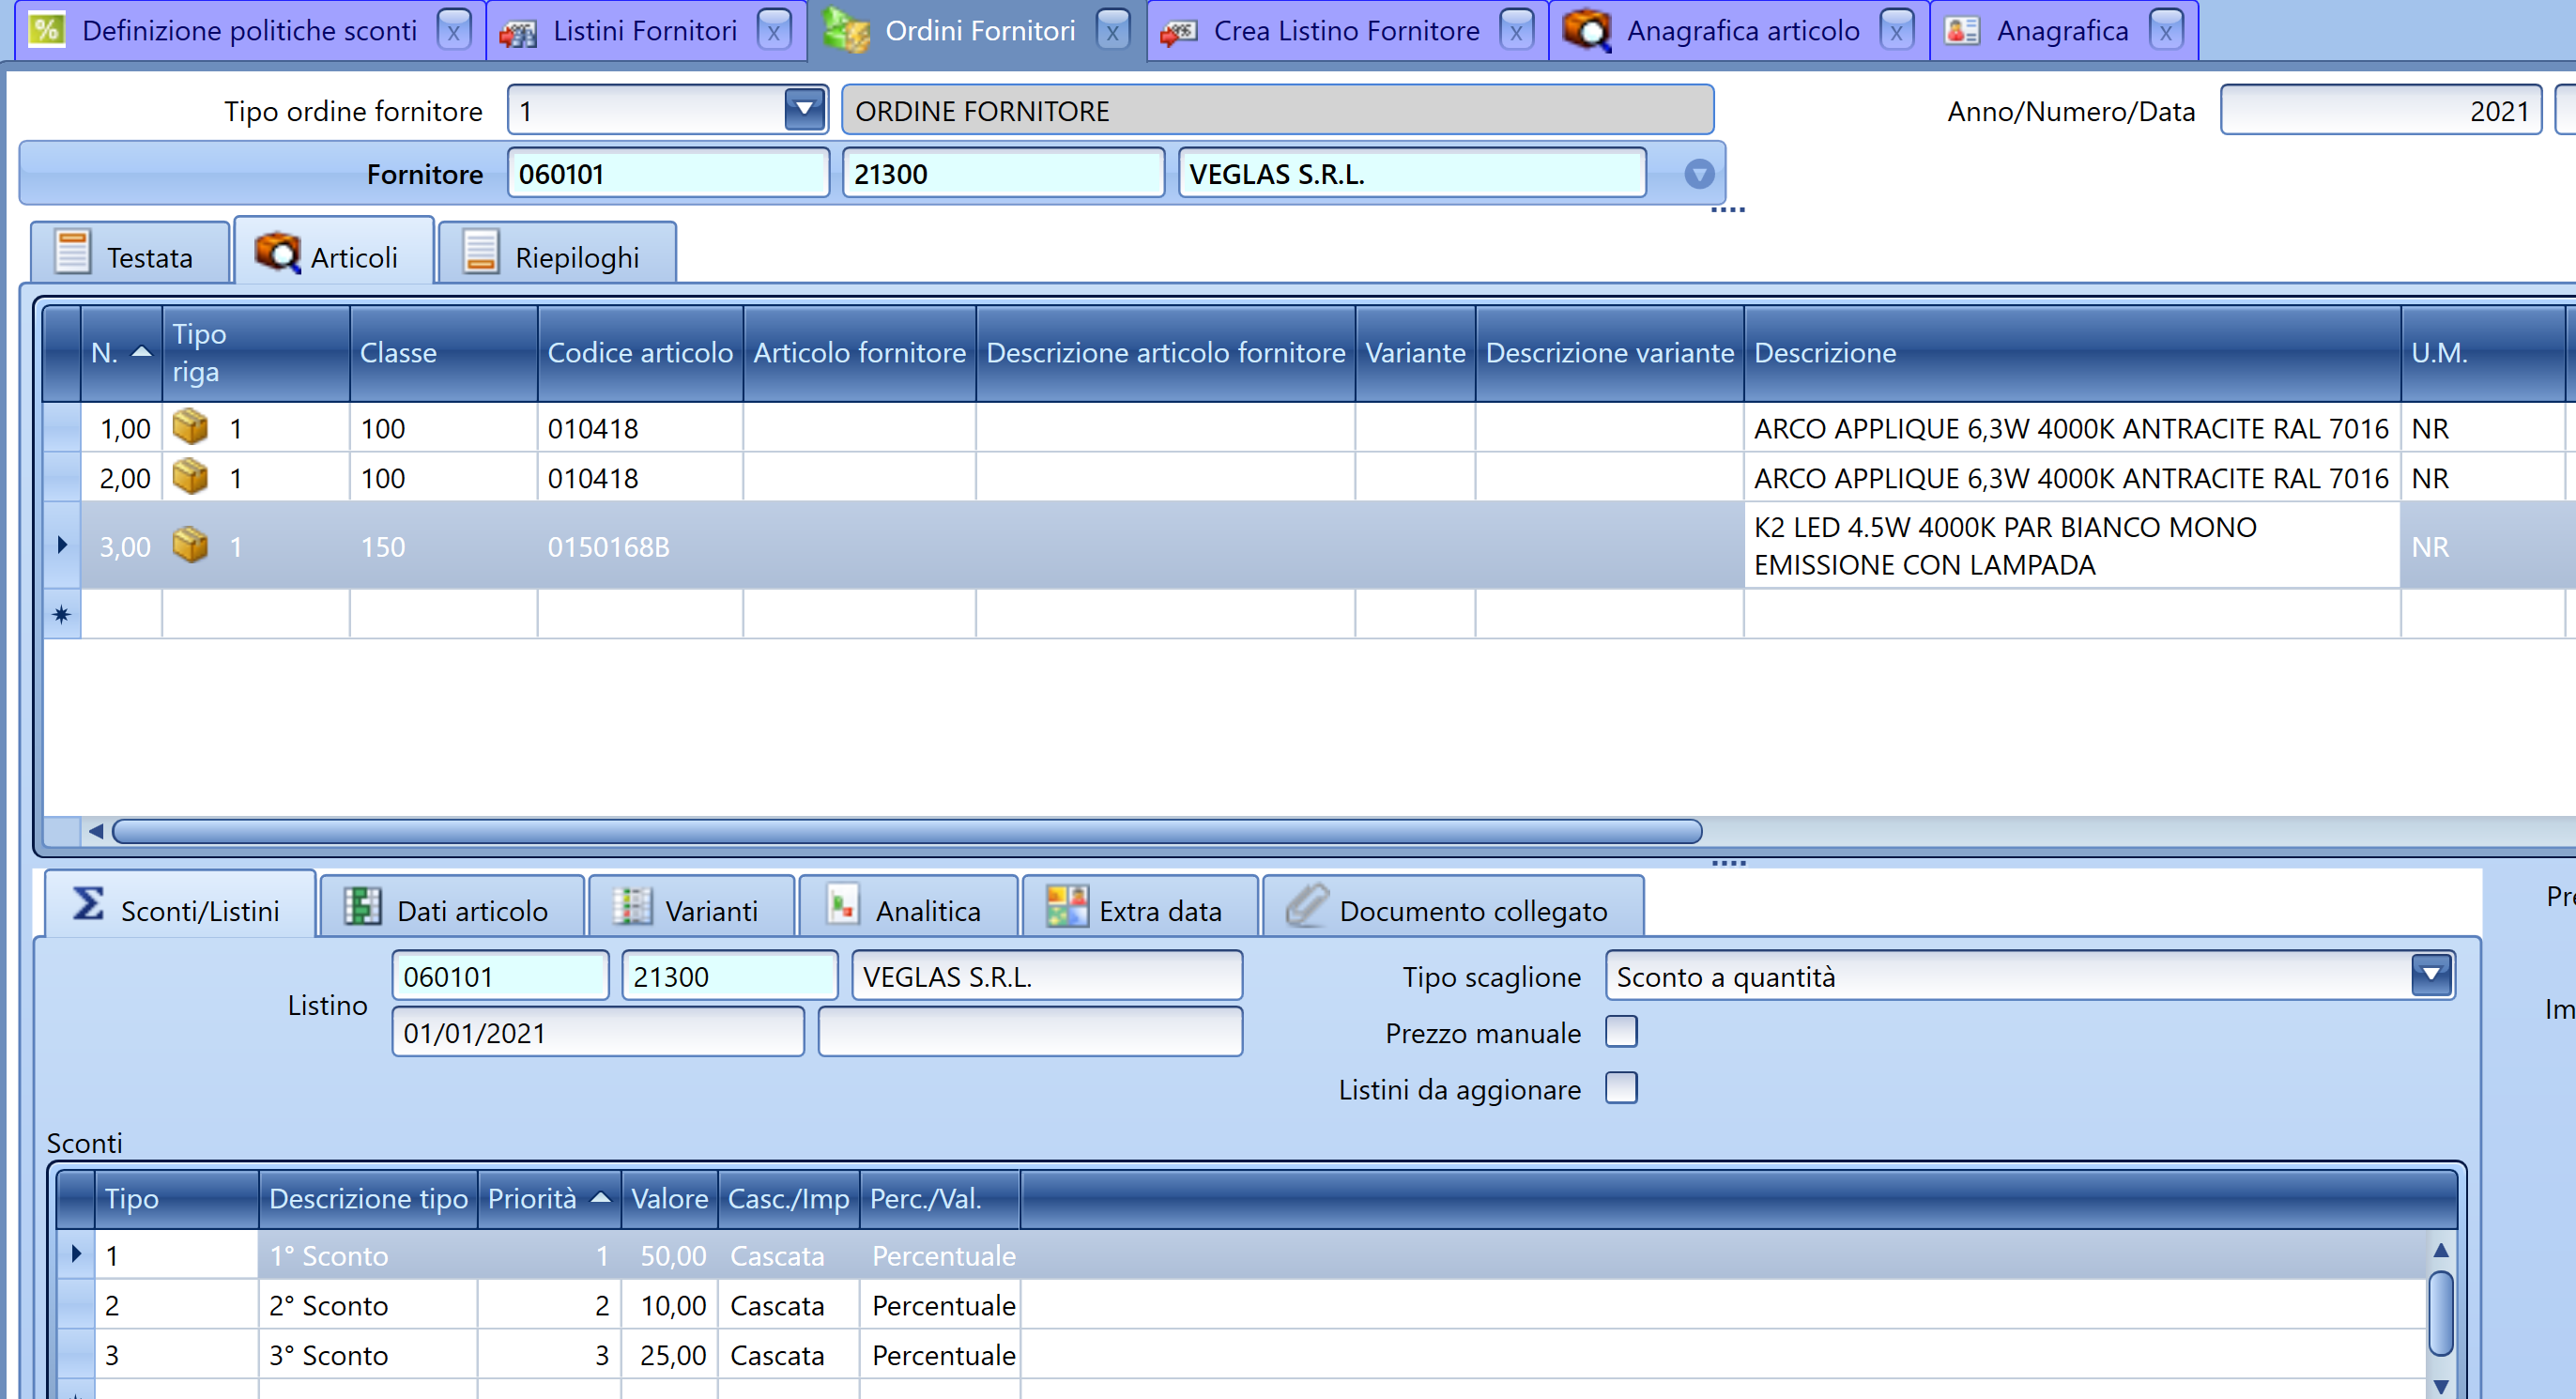 Definizione politiche sconti x Listini Fornitori x Ordini Fornitori x Crea Listino Fornitore x Anagrafica articolo x Anagrafica x
Tipo ordine fornitore 1 ORDINE FORNITORE Anno/Numero/Data 2021
Fornitore 060101 21300 VEGLAS S.R.L.
Testata Articoli Riepiloghi
N. Tipo riga Classe Codice articolo Articolo fornitore Descrizione articolo fornitore Variante Descrizione variante Descrizione U.M.
1,00 1 100 010418 ARCO APPLIQUE 6,3W 4000K ANTRACITE RAL 7016 NR
2,00 1 100 010418 ARCO APPLIQUE 6,3W 4000K ANTRACITE RAL 7016 NR
3,00 1 150 0150168B K2 LED 4.5W 4000K PAR BIANCO MONO EMISSIONE CON LAMPADA NR
Sconti/Listini Dati articolo Varianti Analitica Extra data Documento collegato
Listino 060101 21300 VEGLAS S.R.L. Tipo scaglione Sconto a quantità
01/01/2021 Prezzo manuale
Listini da aggionare
Sconti
Tipo Descrizione tipo Priorità Valore Casc./Imp Perc./Val.
1 1° Sconto 1 50,00 Cascata Percentuale
2 2° Sconto 2 10,00 Cascata Percentuale
3 3° Sconto 3 25,00 Cascata Percentuale